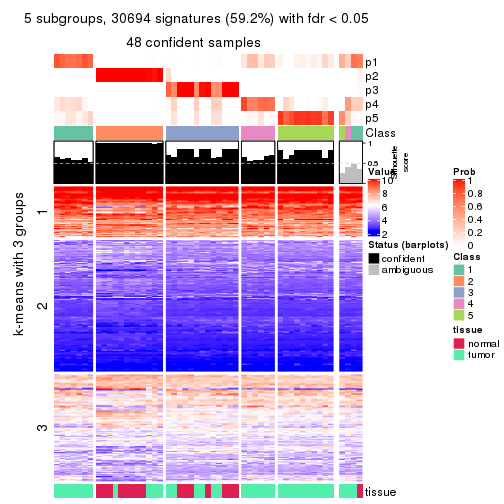 5 subgroups, 30694 signatures (59.2%) with fdr < 0.05
48 confident samples
p1
p2
p3
p4
p5
Class
1
0.5
silhouette
score
k-means with 3 groups
1
2
3
tissue
Value
10
8
6
4
2
Status (barplots)
confident
ambiguous
Prob
1
0.8
0.6
0.4
0.2
0
Class
1
2
3
4
5
tissue
normal
tumor